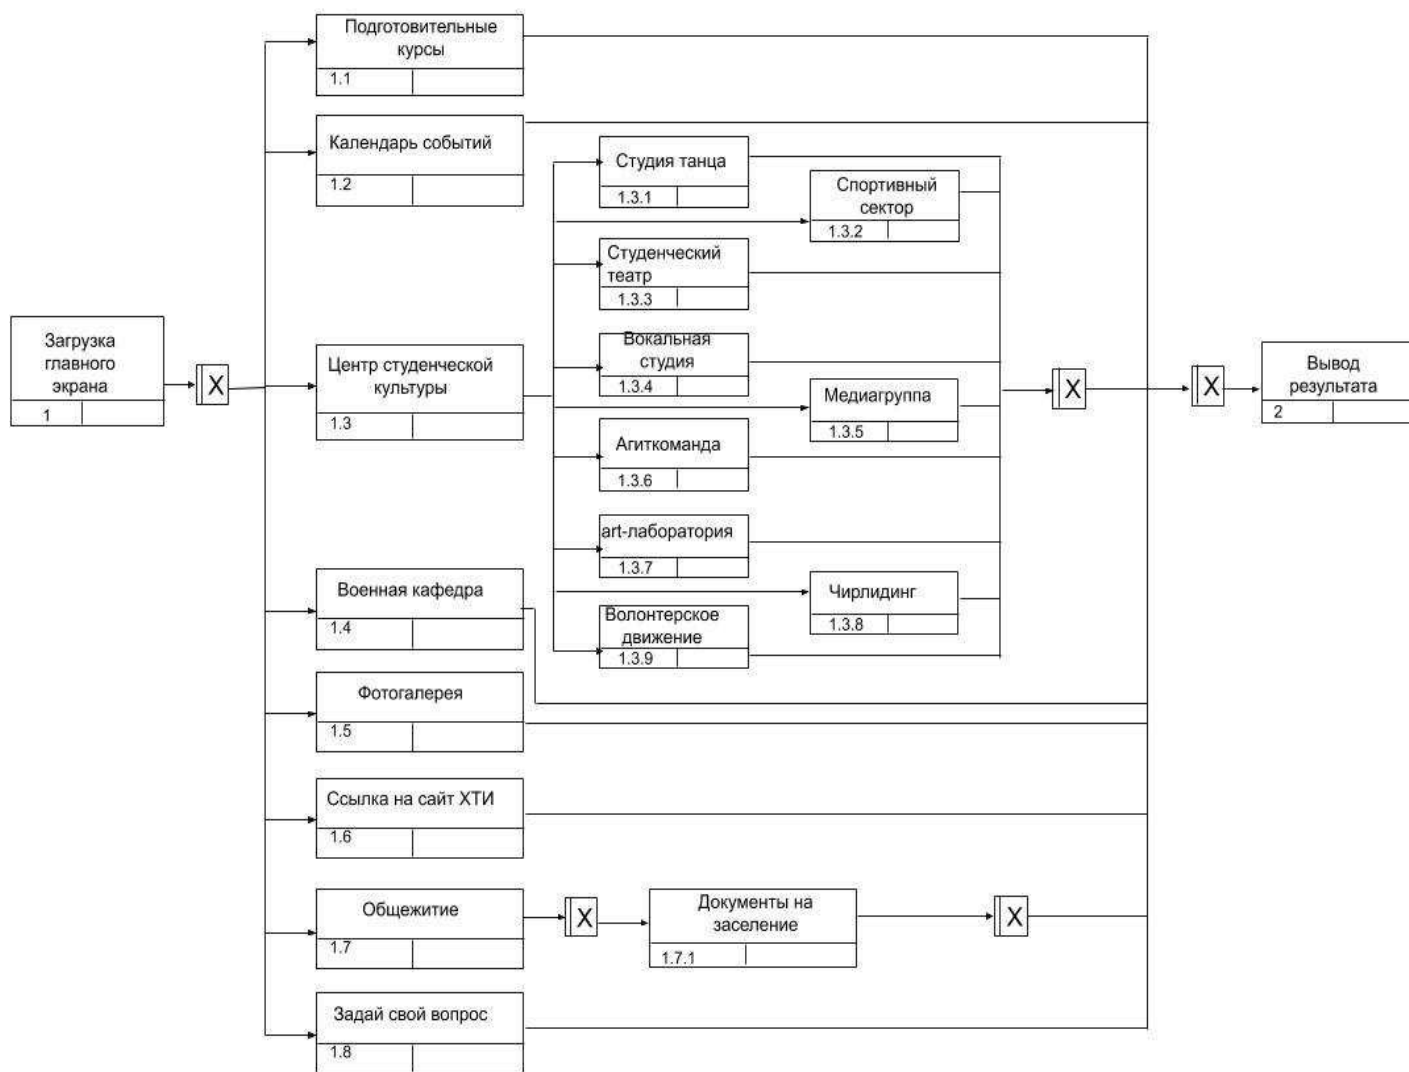 Подготовительные
курсы
1.1
Календарь событий
1.2
Студия танца
1.3.1
Спортивный
сектор
1.3.2
Студенческий
театр
1.3.3
Загрузка
главного
экрана
1
X
Центр студенческой
культуры
1.3
Вокальная
студия
1.3.4
Медиагруппа
1.3.5
X
X
Вывод
результата
2
Агиткоманда
1.3.6
art-лаборатория
1.3.7
Военная кафедра
1.4
Чирлидинг
1.3.8
Волонтерское
движение
1.3.9
Фотогалерея
1.5
Ссылка на сайт ХТИ
1.6
Общежитие
1.7
X
Документы на
заселение
1.7.1
X
Задай свой вопрос
1.8